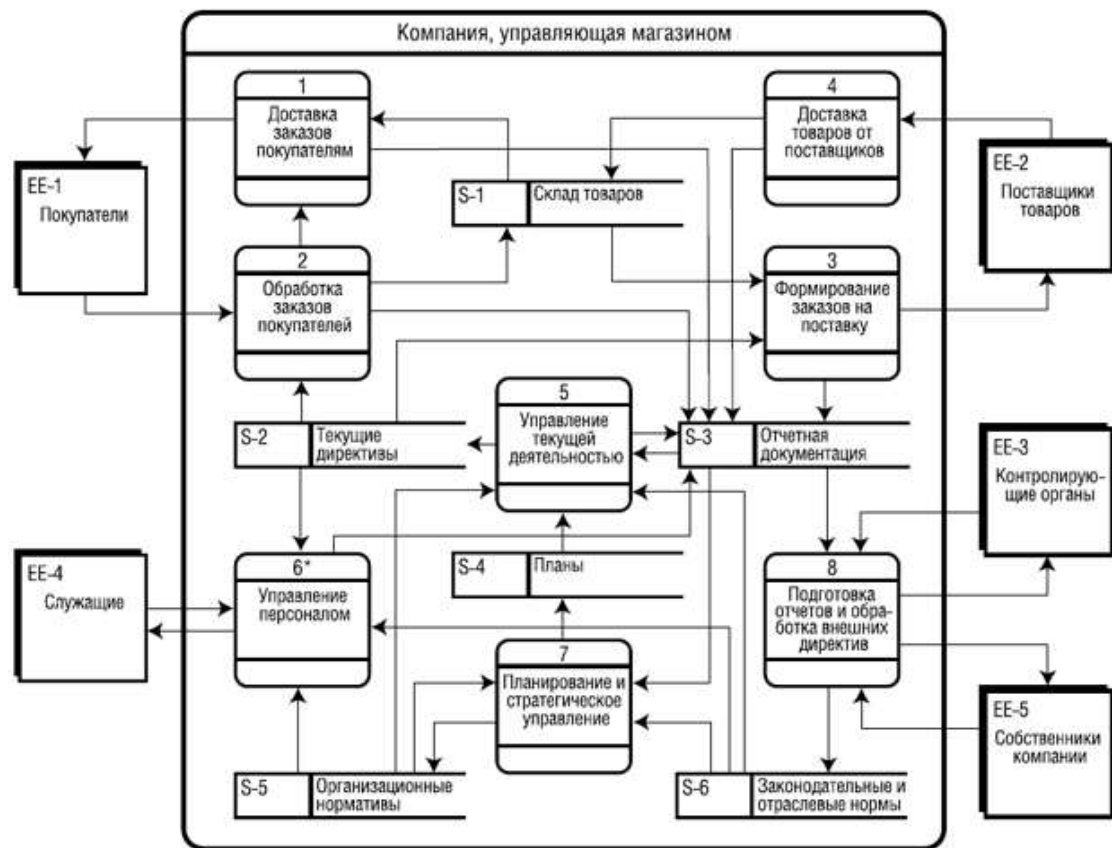 Компания, управляющая магазином
1
Доставка
заказов
покупателям
4
Доставка
товаров от
поставщиков
EE-1
Покупатели
S-1
Склад товаров
EE-2
Поставщики
товаров
2
Обработка
заказов
покупателей
3
Формирование
заказов на
поставку
5
Управление
текущей
деятельностью
S-2
Текущие
директивы
S-3
Отчетная
документация
EE-3
Контролирую-
щие органы
EE-4
Служащие
6*
Управление
персоналом
S-4
Планы
8
Подготовка
отчетов и обра-
ботка внешних
директив
7
Планирование и
стратегическое
управление
EE-5
Собственники
компании
S-5
Организационные
нормативы
S-6
Законодательные и
отраслевые нормы